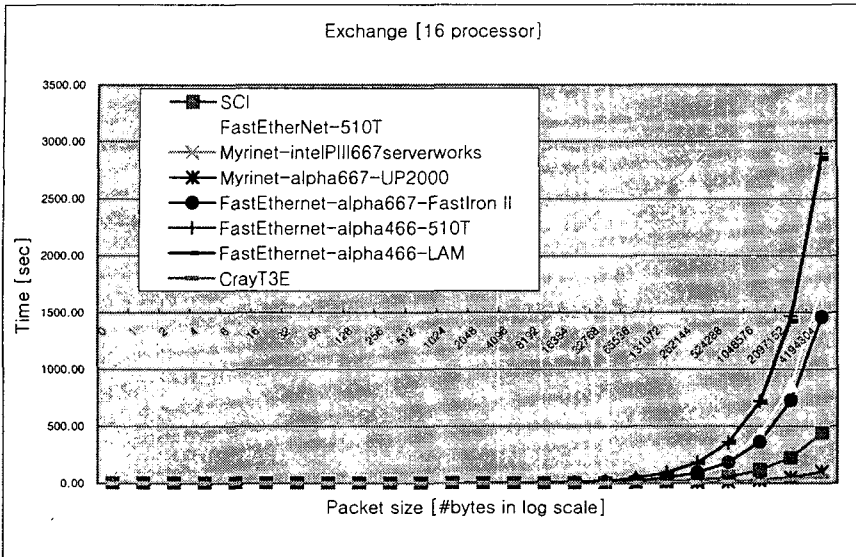 Exchange [16 processor]
3500.00
3000.00
2500.00
2000.00
1500.00
1000.00
500.00
0.00
Time [sec]
SCI
FastEtherNet-510T
Myrinet-intelPIII667serverworks
Myrinet-alpha667-UP2000
FastEthernet-alpha667-FastIron II
FastEthernet-alpha466-510T
FastEthernet-alpha466-LAM
CrayT3E
0 1 2 4 8 16 32 64 128 256 512 1024 2048 4096 8192 16384 32768 65536 131072 262144 524288 1048576 2097152 4194304
Packet size [#bytes in log scale]